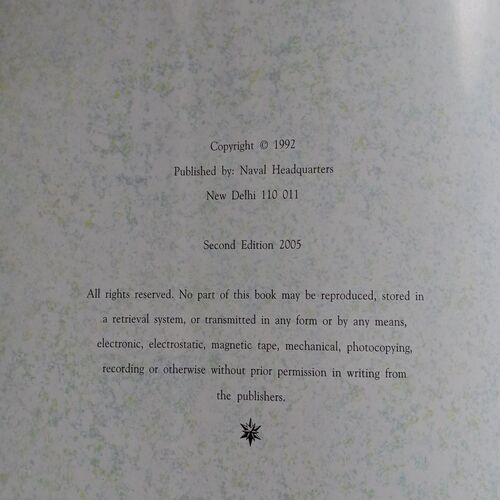 Copyright © 1992
Published by: Naval Headquarters
New Delhi 110 011
Second Edition 2005
All rights reserved. No part of this book may be reproduced, stored in
a retrieval system, or transmitted in any form or by any means,
electronic, electrostatic, magnetic tape, mechanical, photocopying,
recording or otherwise without prior permission in writing from
the publishers.